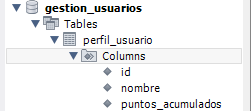 gestion_usuarios
Tables
perfil_usuario
Columns
id
nombre
puntos_acumulados